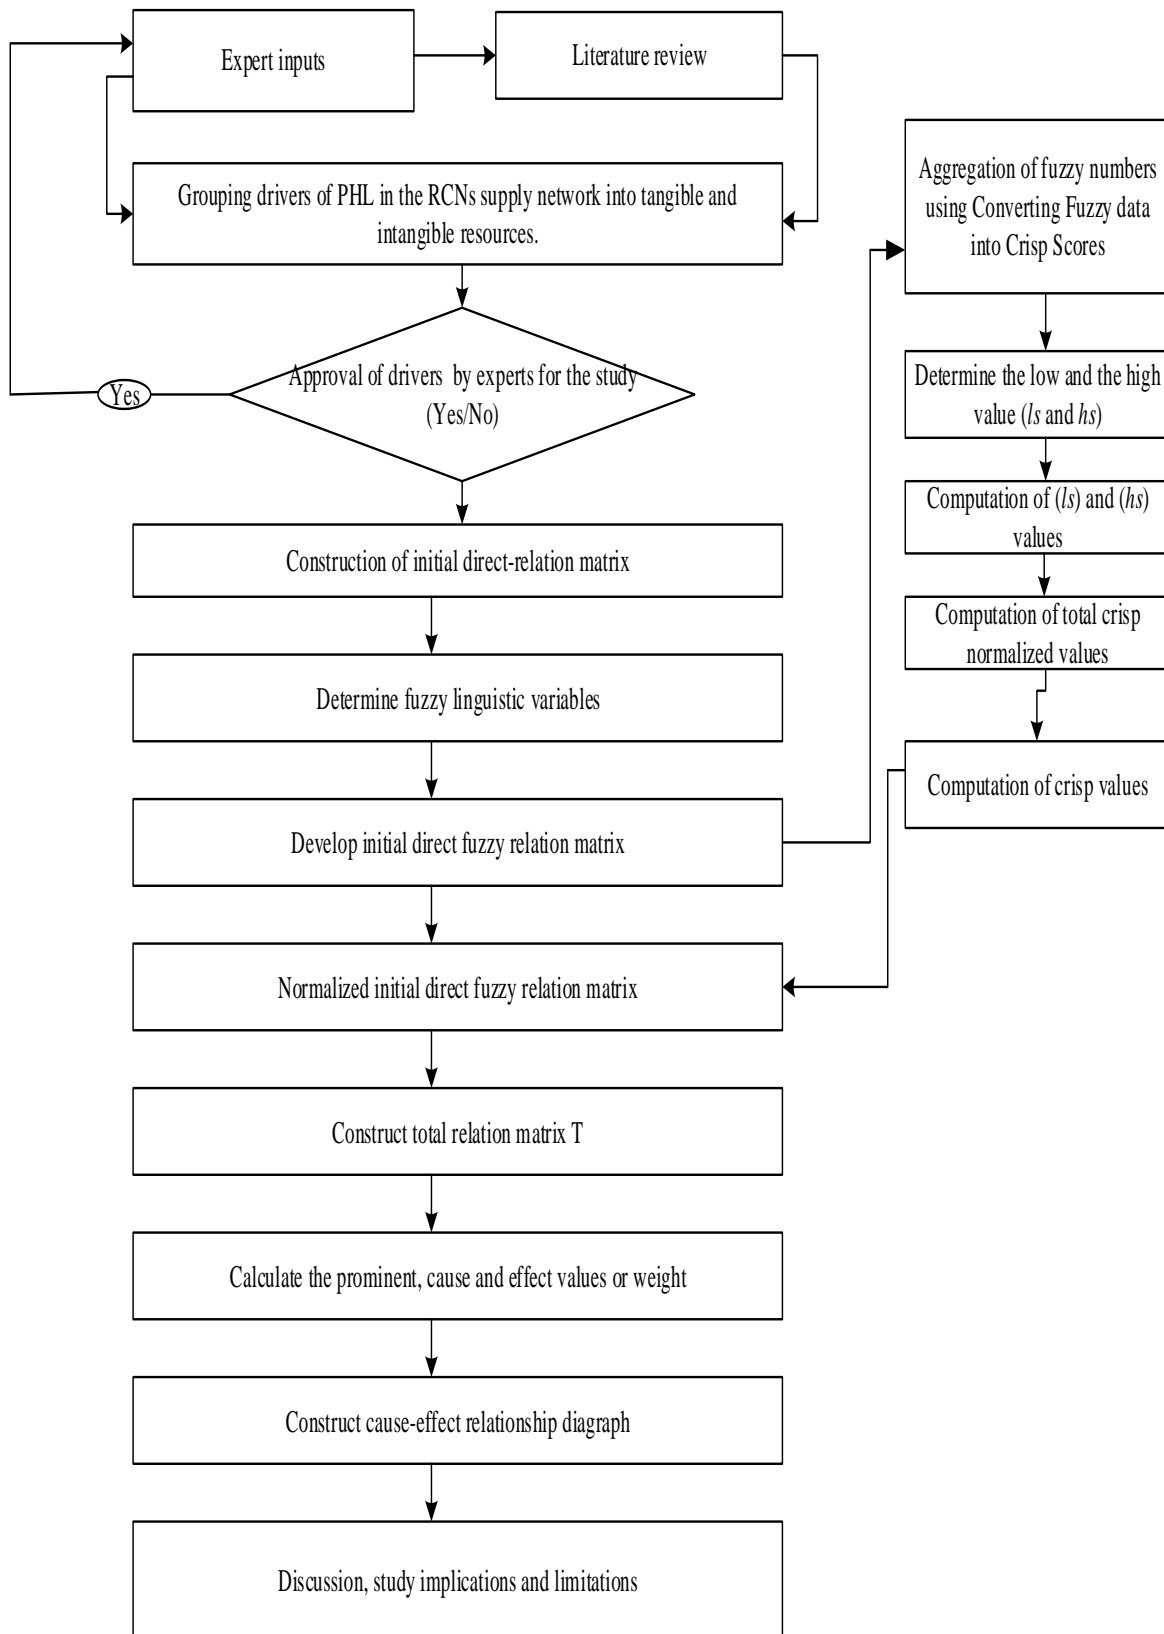 Expert inputs
Literature review
Grouping drivers of PHL in the RCNs supply network into tangible and
intangible resources.
Approval of drivers by experts for the study
(Yes/No)
Yes
Construction of initial direct-relation matrix
Determine fuzzy linguistic variables
Develop initial direct fuzzy relation matrix
Aggregation of fuzzy numbers
using Converting Fuzzy data
into Crisp Scores
Determine the low and the high
value (ls and hs)
Computation of (ls) and (hs)
values
Computation of total crisp
normalized values
Computation of crisp values
Normalized initial direct fuzzy relation matrix
Construct total relation matrix T
Calculate the prominent, cause and effect values or weight
Construct cause-effect relationship diagraph
Discussion, study implications and limitations